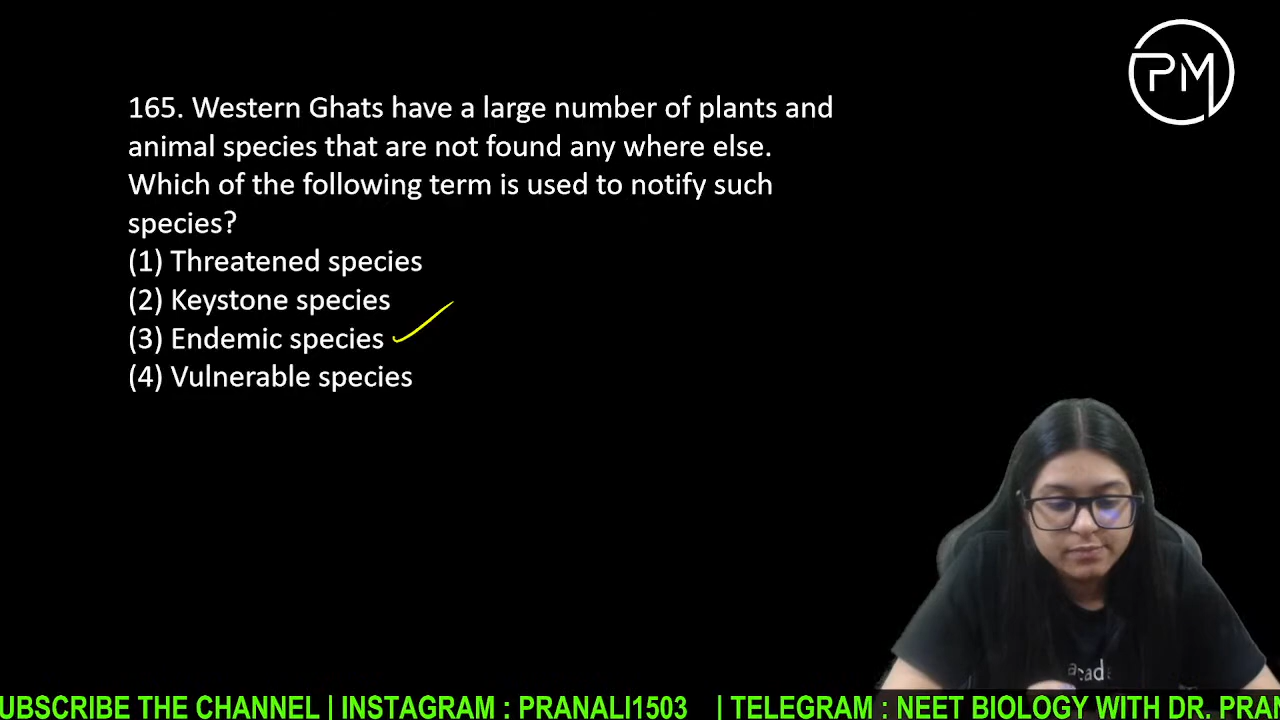 PM
165. Western Ghats have a large number of plants and
animal species that are not found any where else.
Which of the following term is used to notify such
species?
(1) Threatened species
(2) Keystone species
(3) Endemic species
(4) Vulnerable species
acade
UBSCRIBE THE CHANNEL | INSTAGRAM : PRANALI1503 | TELEGRAM : NEET BIOLOGY WITH DR. PRAN